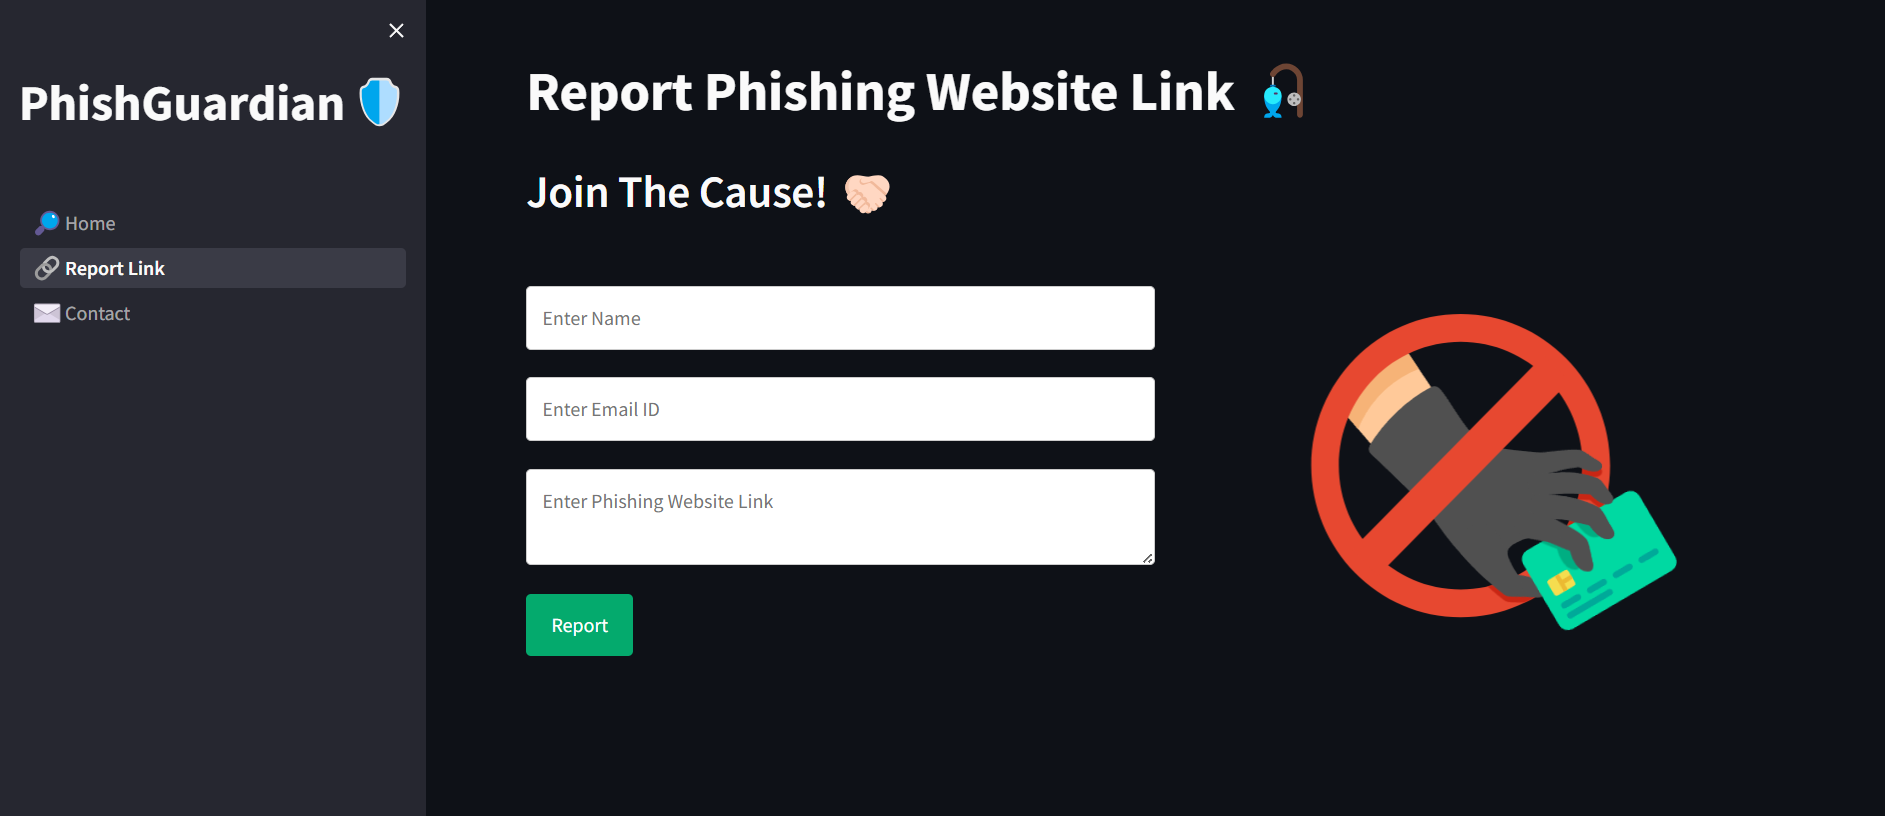 PhishGuardian
Home
Report Link
Contact
Report Phishing Website Link
Join The Cause!
Enter Name
Enter Email ID
Enter Phishing Website Link
Report